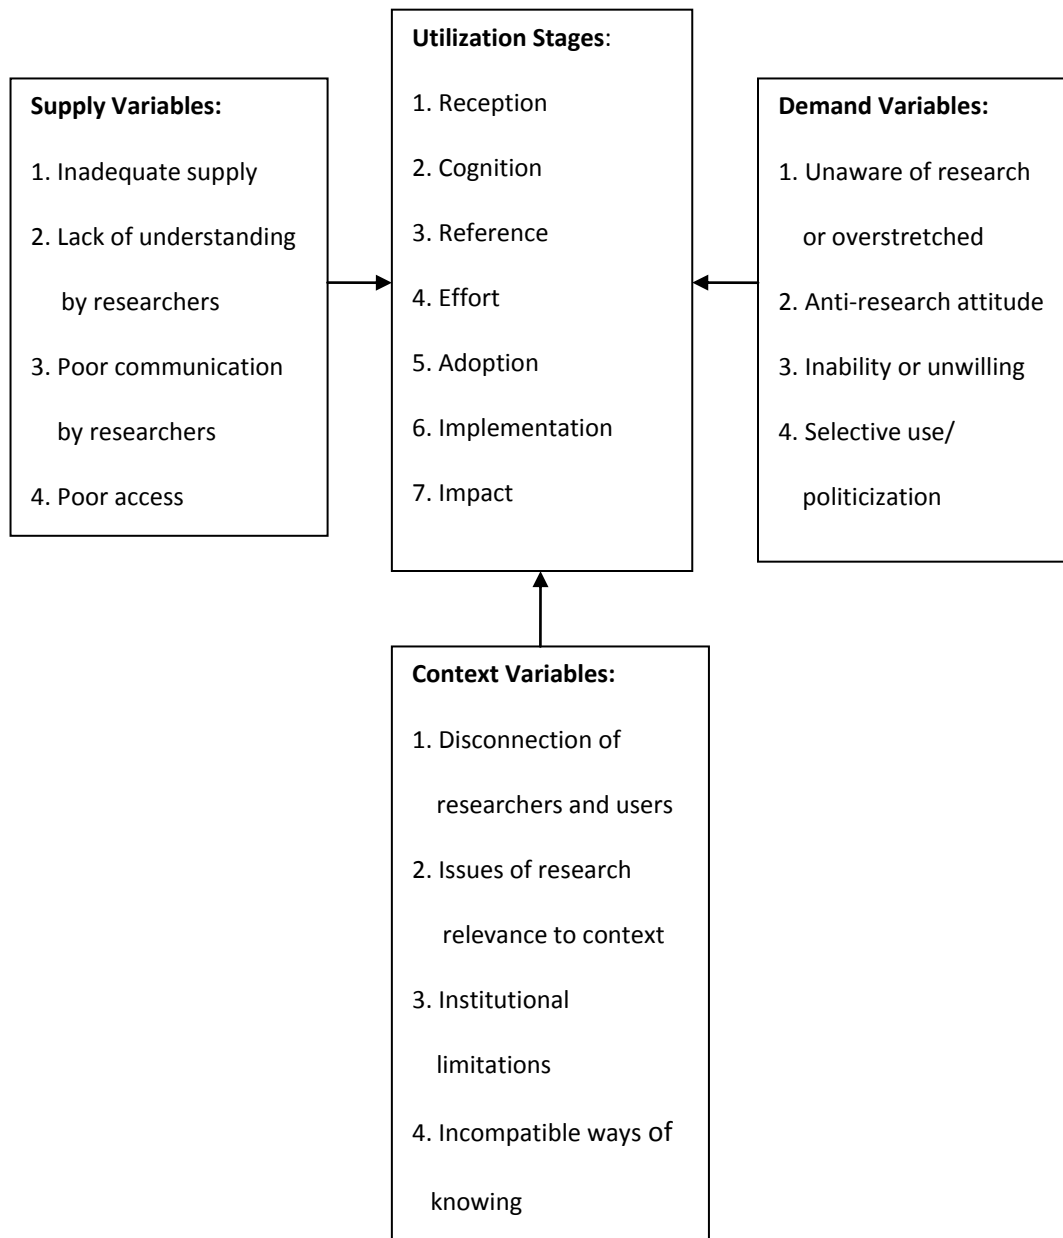 Utilization Stages:
1. Reception
2. Cognition
3. Reference
4. Effort
5. Adoption
6. Implementation
7. Impact
Supply Variables:
1. Inadequate supply
2. Lack of understanding
by researchers
3. Poor communication
by researchers
4. Poor access
Demand Variables:
1. Unaware of research
or overstretched
2. Anti-research attitude
3. Inability or unwilling
4. Selective use/
politicization
Context Variables:
1. Disconnection of
researchers and users
2. Issues of research
relevance to context
3. Institutional
limitations
4. Incompatible ways of
knowing